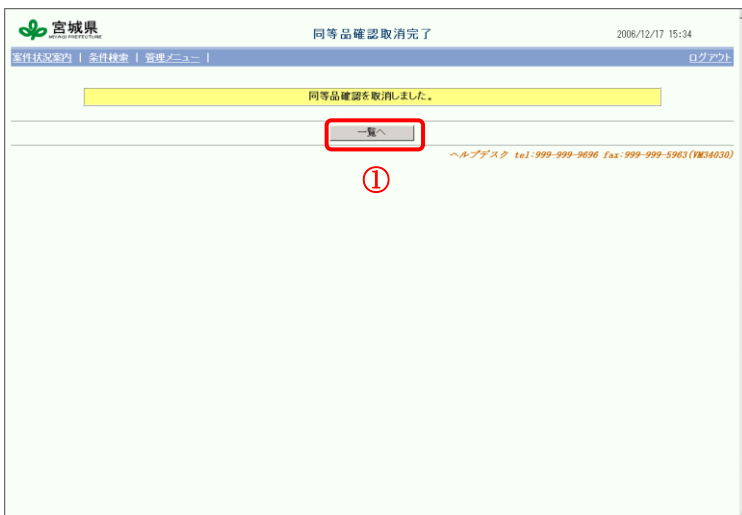 宮城県
MIYAGI PREFECTURE
同等品確認取消完了
2006/12/17 15:34
案件状況案内 | 条件検索 | 管理メニュー |
ログアウト
同等品確認を取消しました。
一覧へ
ヘルプデスク tel:999-999-9696 fax:999-999-5963(VM34030)
①